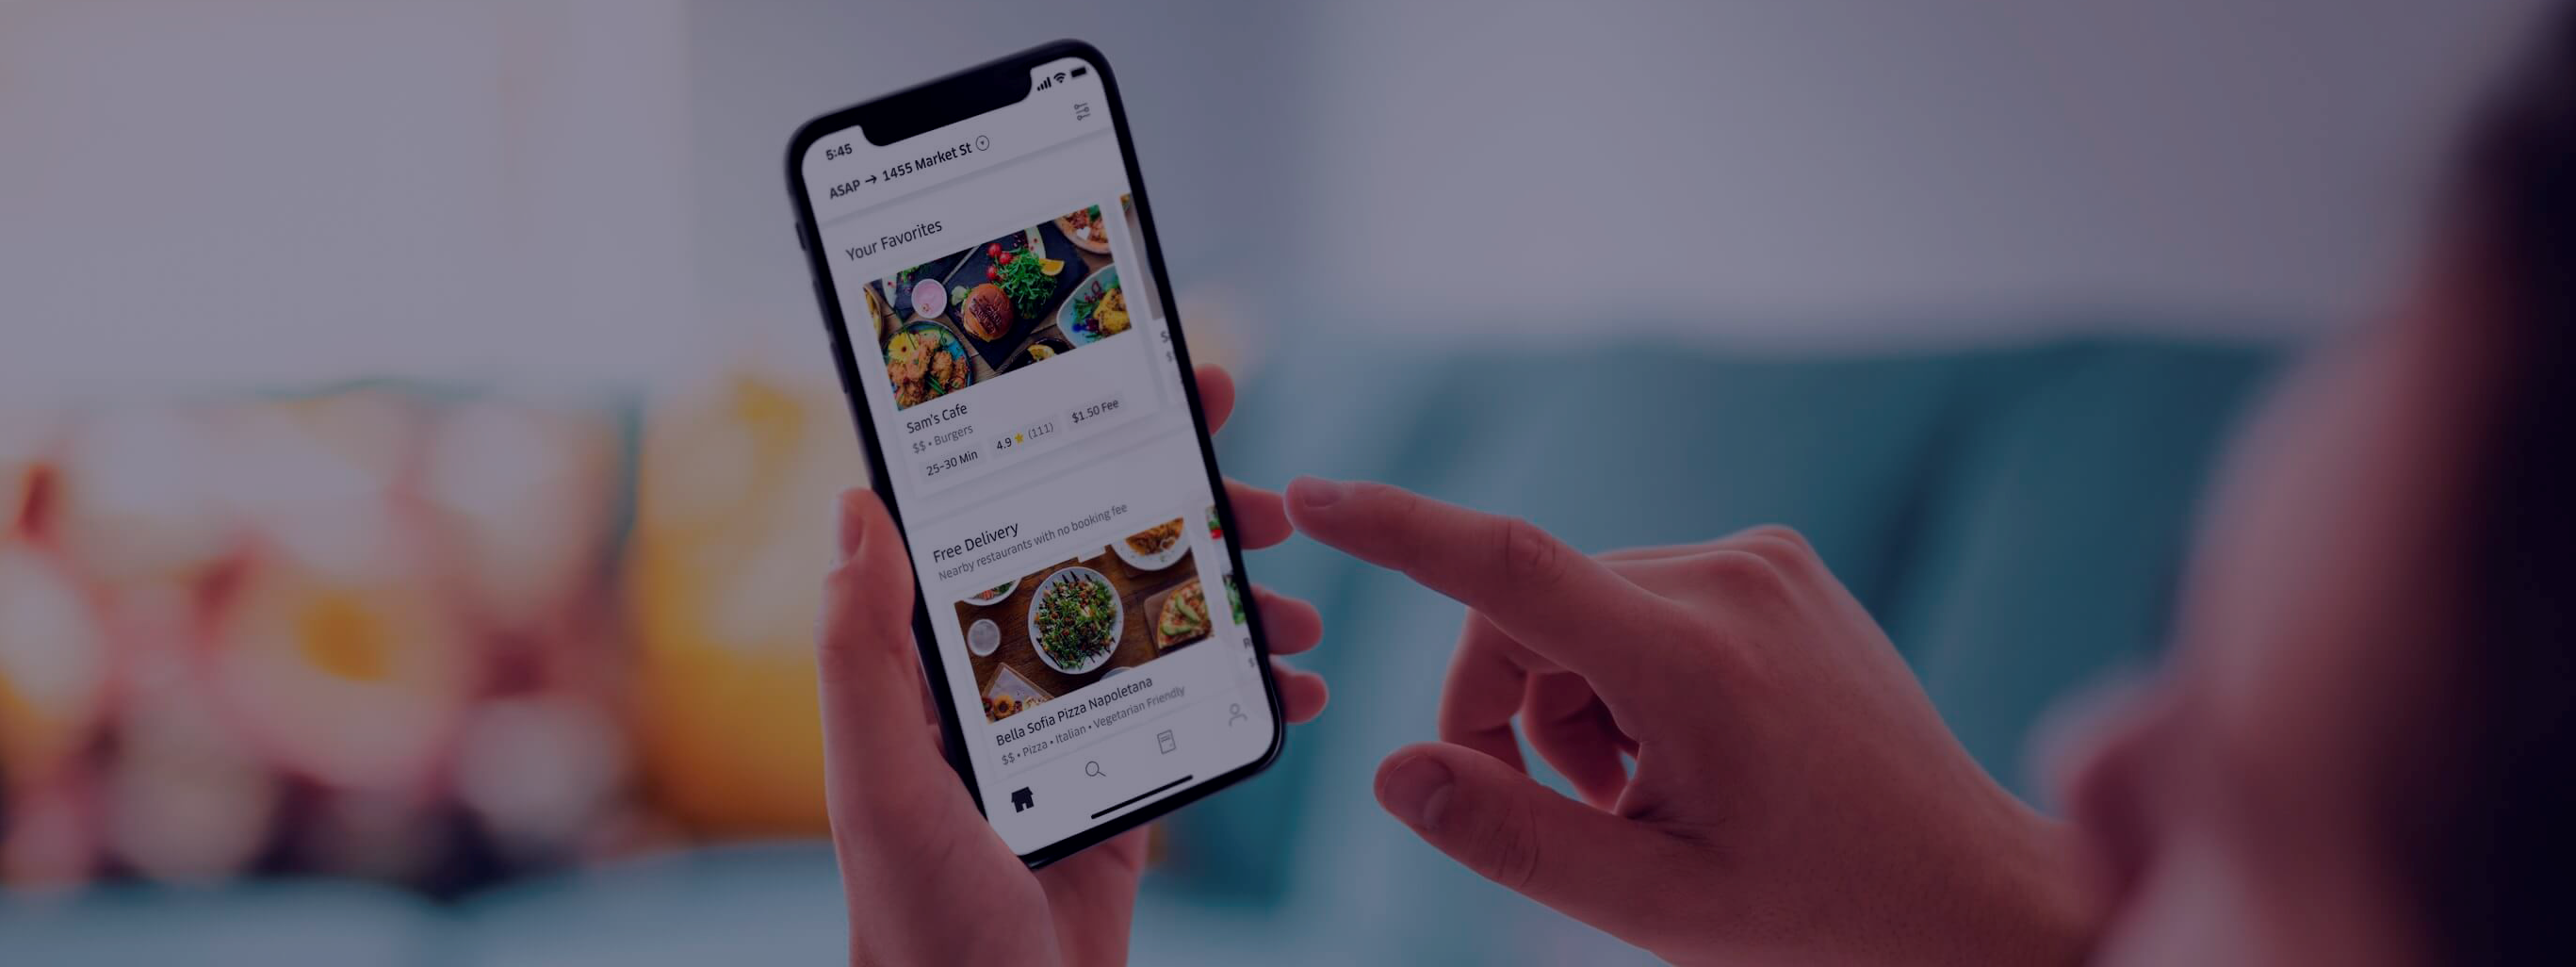 5:45
ASAP → 1455 Market St
Your Favorites
Sam's Cafe
$$ • Burgers
25-30 Min 4.9 ★ (111) $1.50 Fee
Free Delivery
Nearby restaurants with no booking fee
Bella Sofia Pizza Napoletana
$$ • Pizza • Italian • Vegetarian Friendly